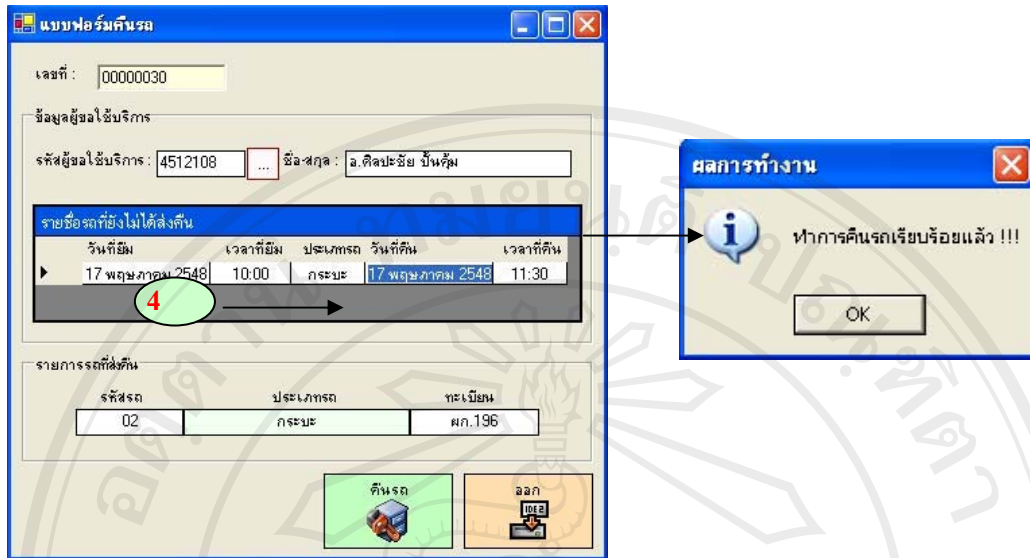 แบบฟอร์มคืนรถ
เลขที่ : 00000030
ข้อมูลผู้ขอใช้บริการ
รหัสผู้ขอใช้บริการ : 4512108 ... ชื่อ-สกุล : อ.ศิลปะชัย ปั้นคุ้ม
รายชื่อรถที่ยังไม่ได้ส่งคืน
วันที่ยืม เวลาที่ยืม ประเภทรถ วันที่คืน เวลาที่คืน
17 พฤษภาคม 2548 10:00 กระบะ 17 พฤษภาคม 2548 11:30
4
รายการรถที่ส่งคืน
รหัสรถ ประเภทรถ ทะเบียน
02 กระบะ ผก.196
คืนรถ ออก
IDE2
ผลการทำงาน
ทำการคืนรถเรียบร้อยแล้ว !!!
OK